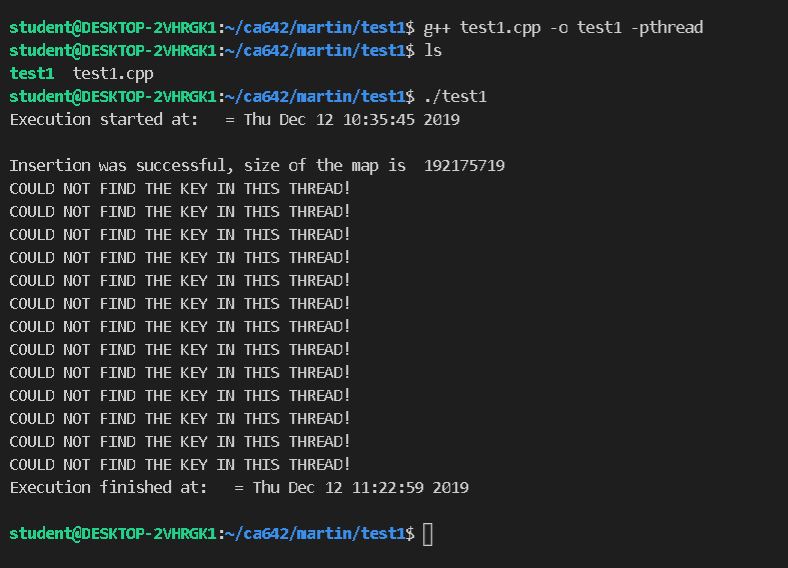 student@DESKTOP-2VHRGK1:~/ca642/martin/test1$ g++ test1.cpp -o test1 -pthread
student@DESKTOP-2VHRGK1:~/ca642/martin/test1$ ls
test1  test1.cpp
student@DESKTOP-2VHRGK1:~/ca642/martin/test1$ ./test1
Execution started at:   = Thu Dec 12 10:35:45 2019
Insertion was successful, size of the map is  192175719
COULD NOT FIND THE KEY IN THIS THREAD!
COULD NOT FIND THE KEY IN THIS THREAD!
COULD NOT FIND THE KEY IN THIS THREAD!
COULD NOT FIND THE KEY IN THIS THREAD!
COULD NOT FIND THE KEY IN THIS THREAD!
COULD NOT FIND THE KEY IN THIS THREAD!
COULD NOT FIND THE KEY IN THIS THREAD!
COULD NOT FIND THE KEY IN THIS THREAD!
COULD NOT FIND THE KEY IN THIS THREAD!
COULD NOT FIND THE KEY IN THIS THREAD!
COULD NOT FIND THE KEY IN THIS THREAD!
COULD NOT FIND THE KEY IN THIS THREAD!
COULD NOT FIND THE KEY IN THIS THREAD!
Execution finished at:   = Thu Dec 12 11:22:59 2019
student@DESKTOP-2VHRGK1:~/ca642/martin/test1$